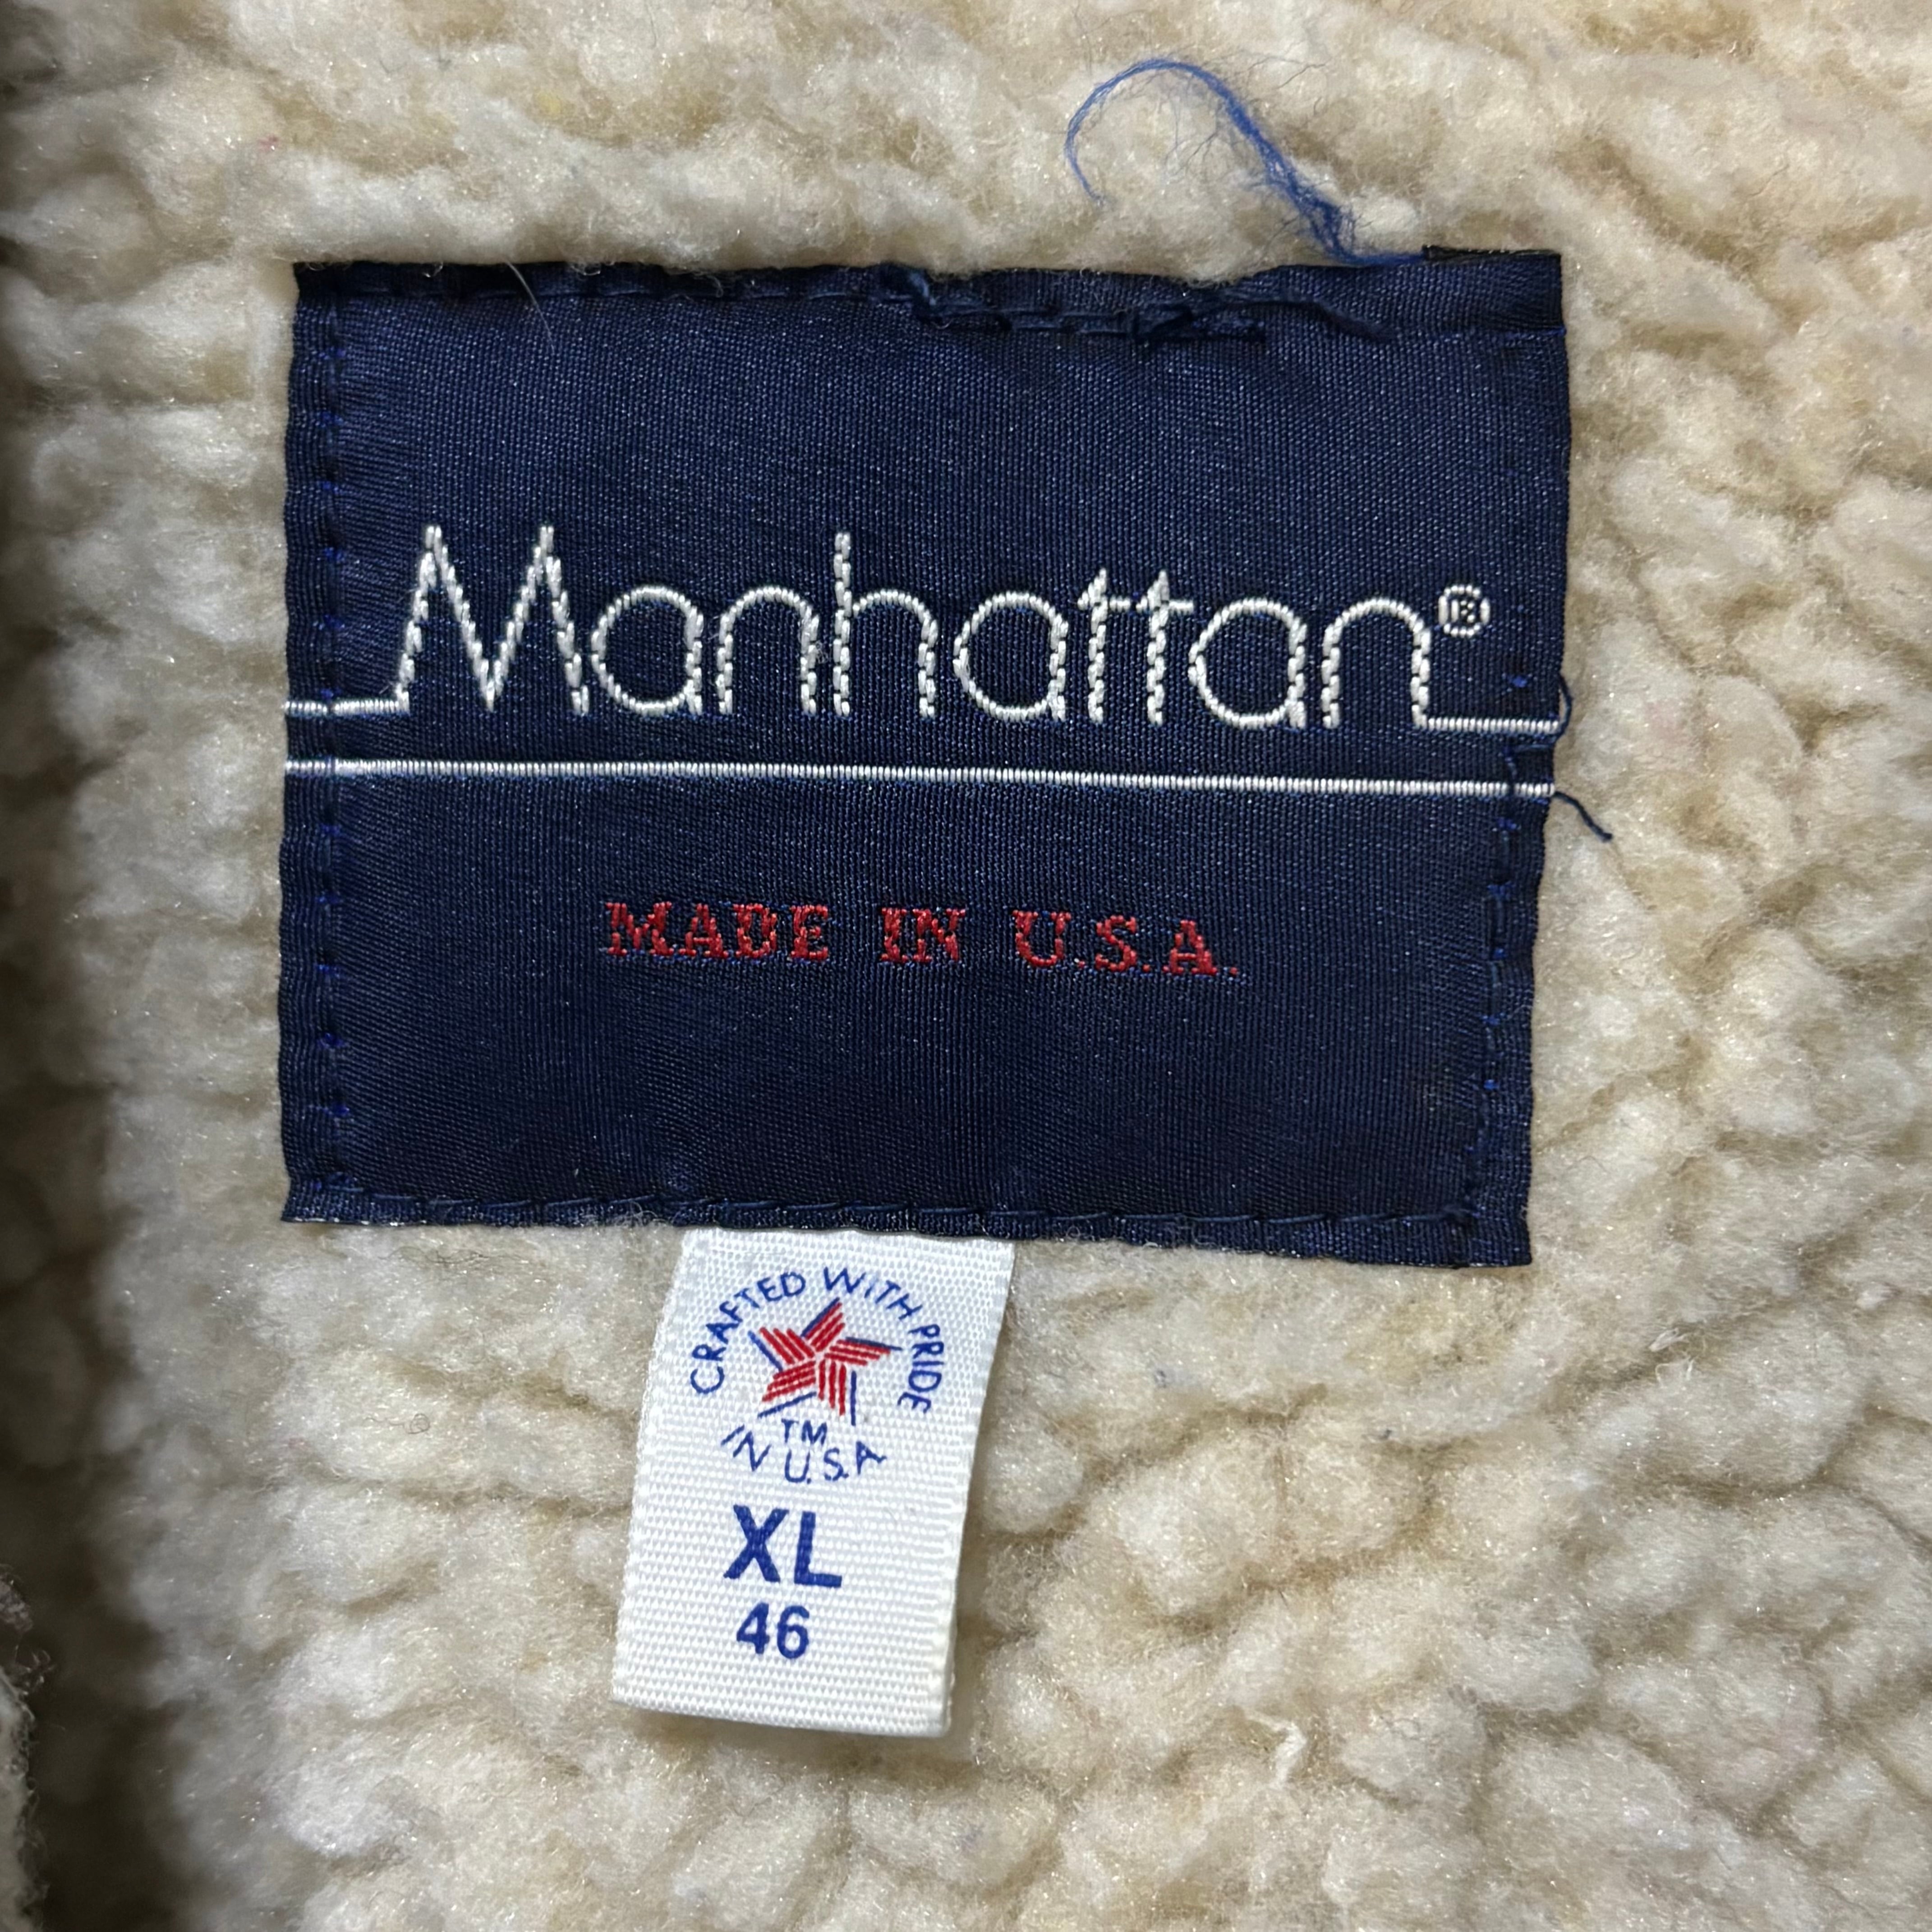 Manhattan®
MADE IN U.S.A.
CRAFTED WITH PRIDE
TM
IN U.S.A
XL
46